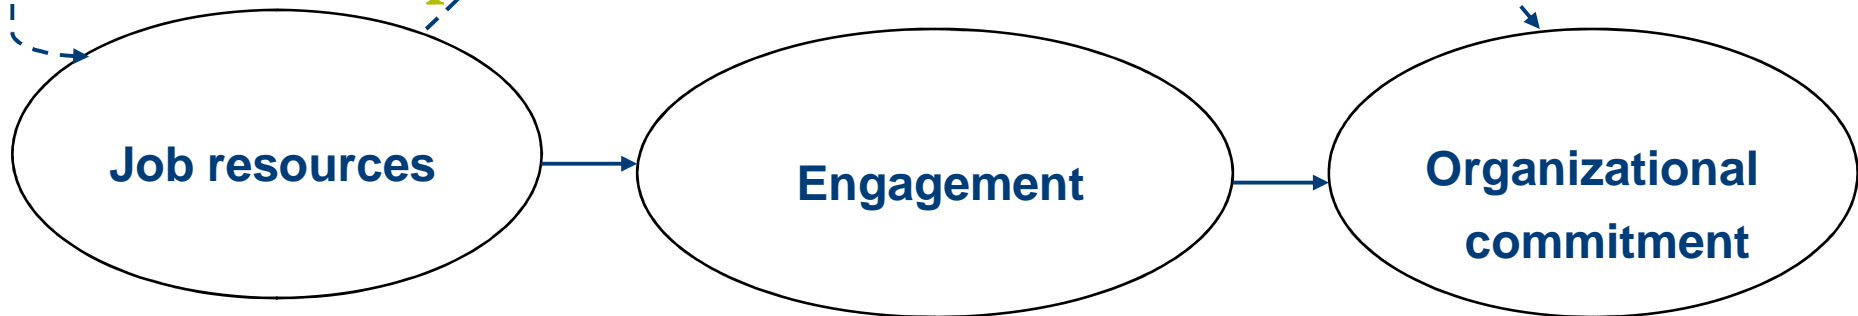 Job resources
Engagement
Organizational
commitment